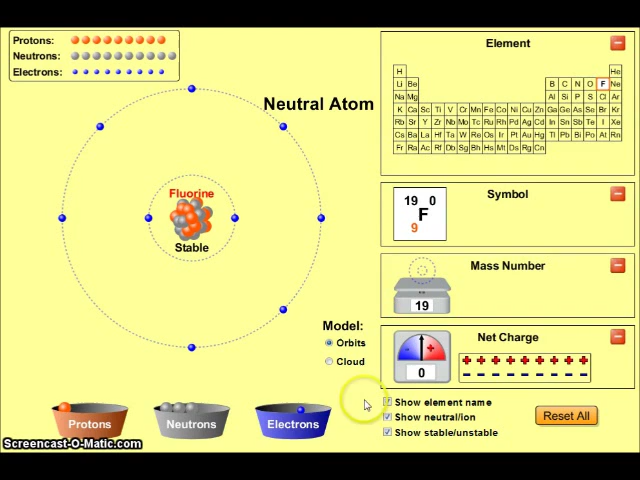 Protons:
Neutrons:
Electrons:
Neutral Atom
Fluorine
Stable
Model:
Orbits
Cloud
Protons
Neutrons
Electrons
Element
H He
Li Be B C N O F Ne
Na Mg Al Si P S Cl Ar
K Ca Sc Ti V Cr Mn Fe Co Ni Cu Zn Ga Ge As Se Br Kr
Rb Sr Y Zr Nb Mo Tc Ru Rh Pd Ag Cd In Sn Sb Te I Xe
Cs Ba La Hf Ta W Re Os Ir Pt Au Hg Tl Pb Bi Po At Rn
Fr Ra Ac Rf Db Sg Bh Hs Mt Ds Rg Cn
Symbol
19 0
F
9
Mass Number
19
Net Charge
- +
0
+ + + + + + + + +
- - - - - - - - -
Show element name
Show neutral/ion
Show stable/unstable
Reset All
Screencast-O-Matic.com